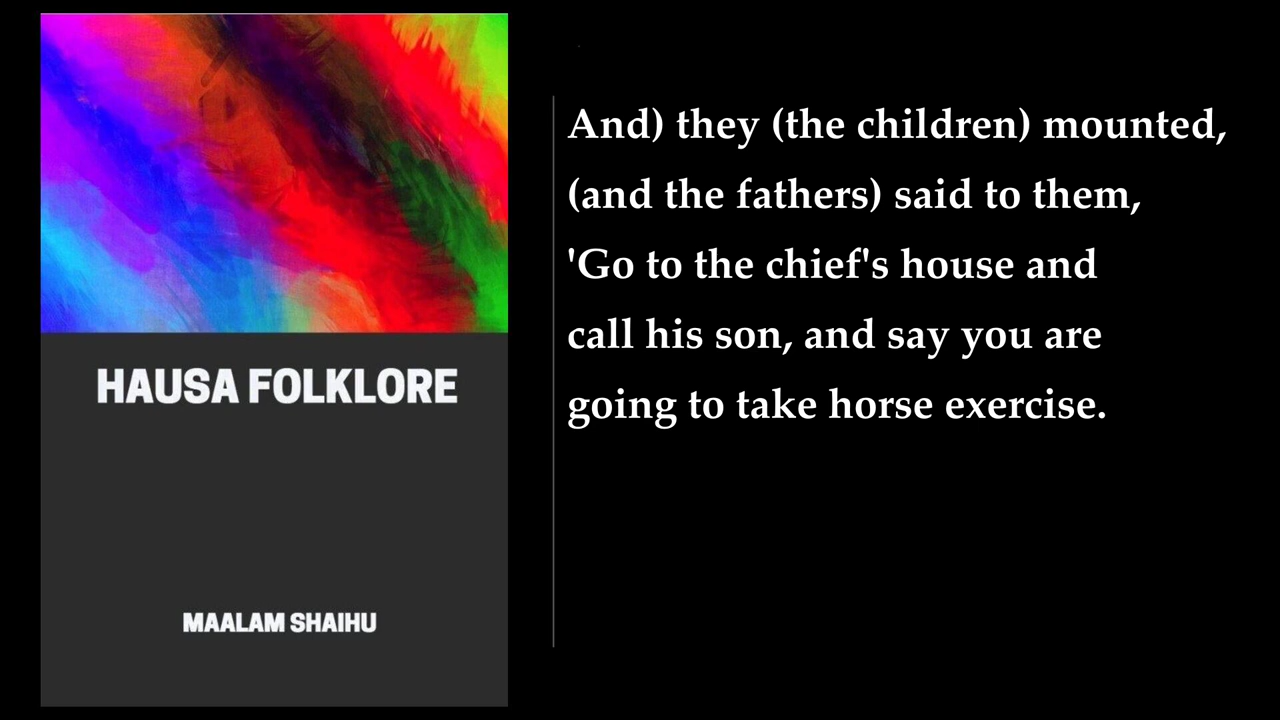 HAUSA FOLKLORE
MAALAM SHAIHU
And) they (the children) mounted,
(and the fathers) said to them,
'Go to the chief's house and
call his son, and say you are
going to take horse exercise.